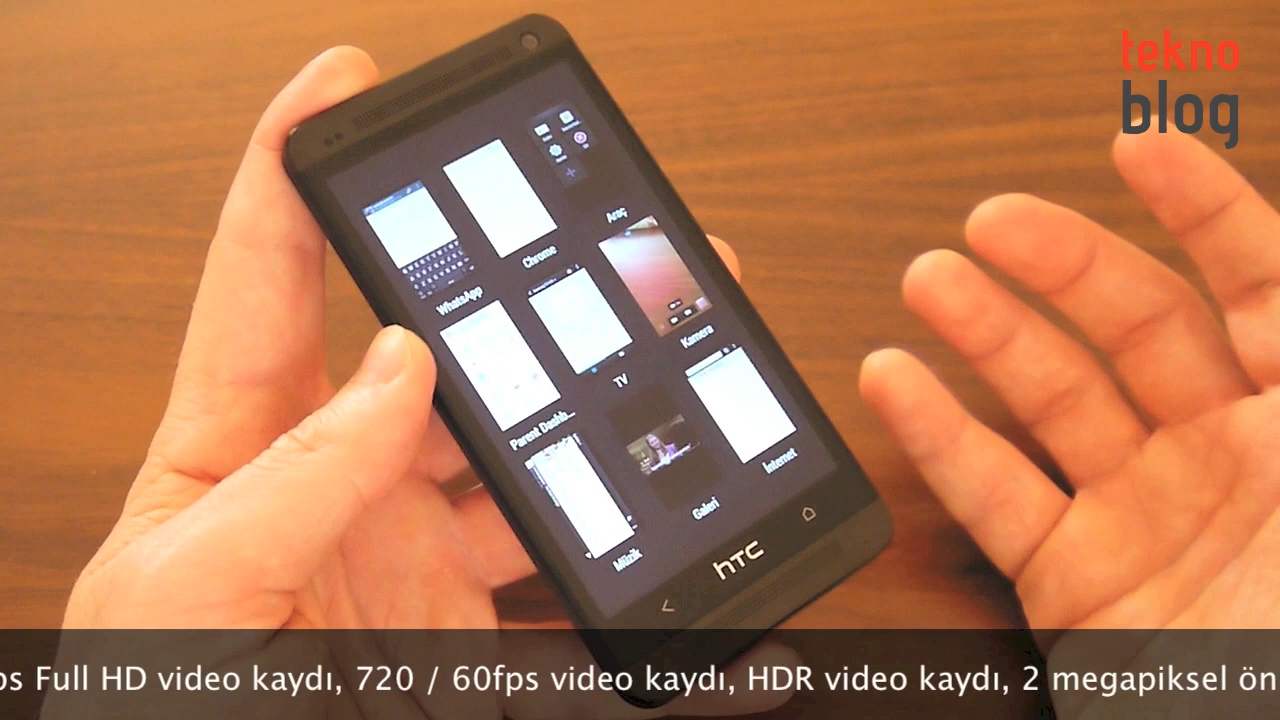 tekno
blog
Araç
Chrome
WhatsApp
Kamera
TV
Parent Dashb...
İnternet
Galeri
Müzik
hTC
ps Full HD video kaydı, 720 / 60fps video kaydı, HDR video kaydı, 2 megapiksel ön